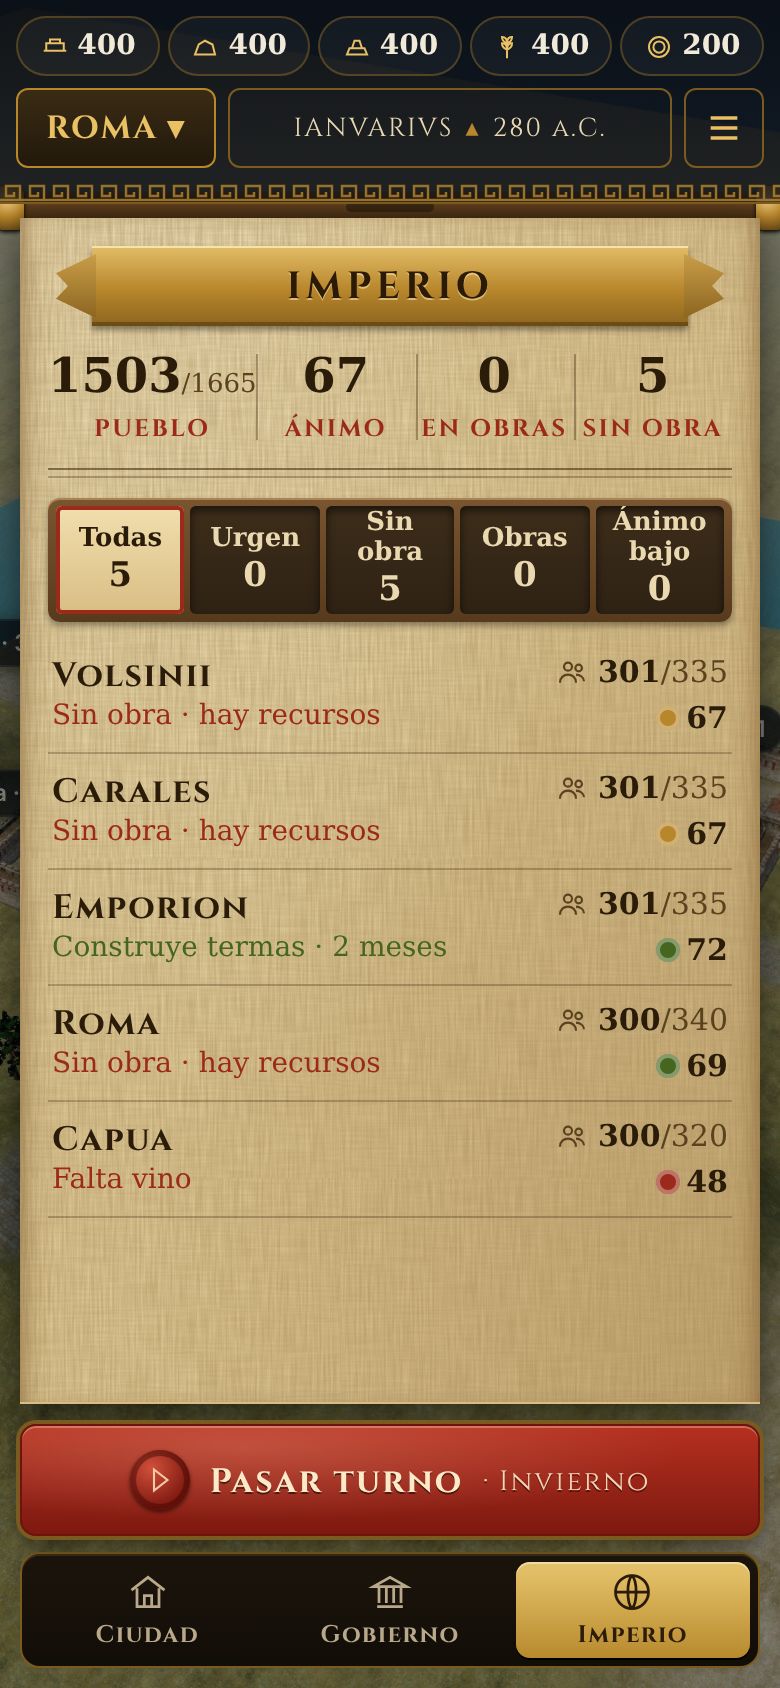 400 400 400 400 200
ROMA ▼ IANVARIVS ▲ 280 A.C.
IMPERIO
1503/1665 67 0 5
PUEBLO ÁNIMO EN OBRAS SIN OBRA
Todas Urgen Sin obra Obras Ánimo bajo
5 0 5 0 0
VOLSINII 301/335
Sin obra · hay recursos 67
CARALES 301/335
Sin obra · hay recursos 67
EMPORION 301/335
Construye termas · 2 meses 72
ROMA 300/340
Sin obra · hay recursos 69
CAPUA 300/320
Falta vino 48
PASAR TURNO · INVIERNO
CIUDAD GOBIERNO IMPERIO